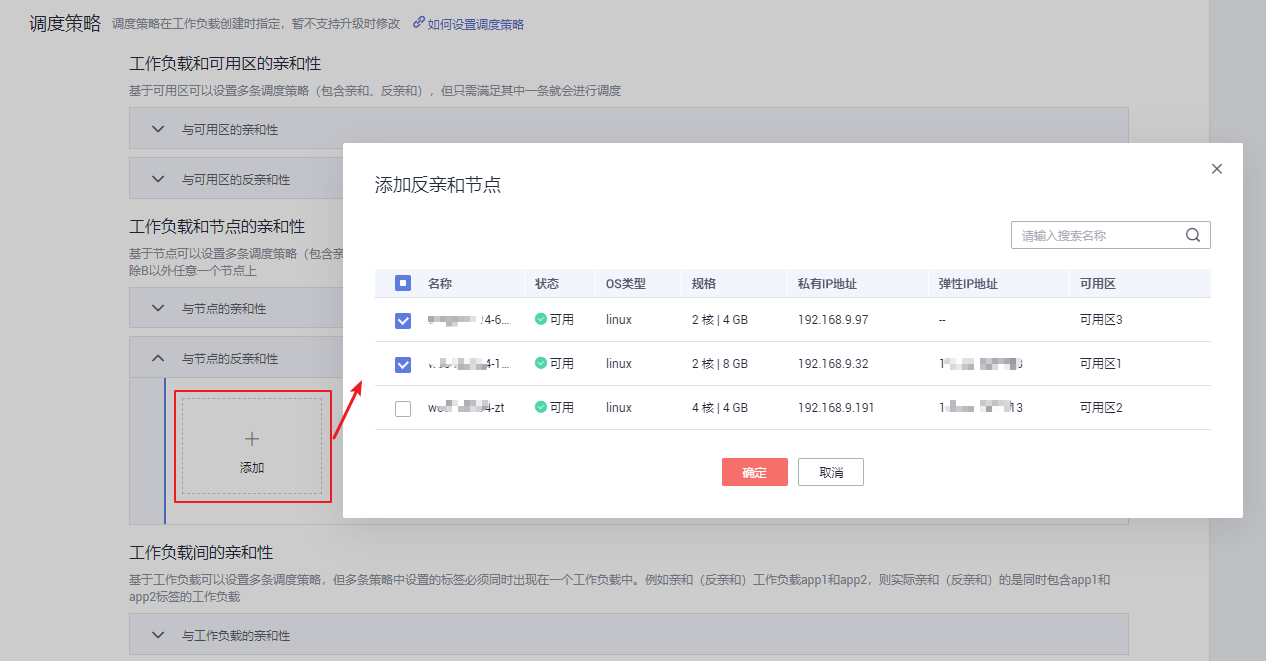 调度策略 调度策略在工作负载创建时指定，暂不支持升级时修改 如何设置调度策略
工作负载和可用区的亲和性
基于可用区可以设置多条调度策略（包含亲和、反亲和），但只需满足其中一条就会进行调度
与可用区的亲和性
与可用区的反亲和性
工作负载和节点的亲和性
基于节点可以设置多条调度策略（包含亲
除B以外任意一个节点上
与节点的亲和性
与节点的反亲和性
添加
添加反亲和节点
请输入搜索名称
名称 状态 OS类型 规格 私有IP地址 弹性IP地址 可用区
4-6... 可用 linux 2 核 | 4 GB 192.168.9.97 -- 可用区3
4-1... 可用 linux 2 核 | 8 GB 192.168.9.32 可用区1
4-zt 可用 linux 4 核 | 4 GB 192.168.9.191 可用区2
确定 取消
工作负载间的亲和性
基于工作负载可以设置多条调度策略，但多条策略中设置的标签必须同时出现在一个工作负载中。例如亲和（反亲和）工作负载app1和app2，则实际亲和（反亲和）的是同时包含app1和
app2标签的工作负载
与工作负载的亲和性